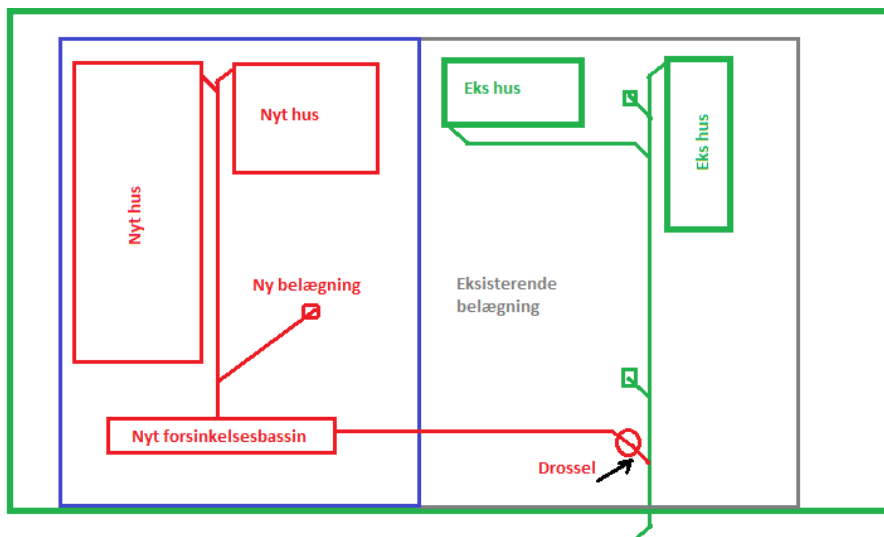 Nyt hus
Nyt hus
Ny belægning
Nyt forsinkelsesbassin
Eks hus
Eks hus
Eksisterende
belægning
Drossel